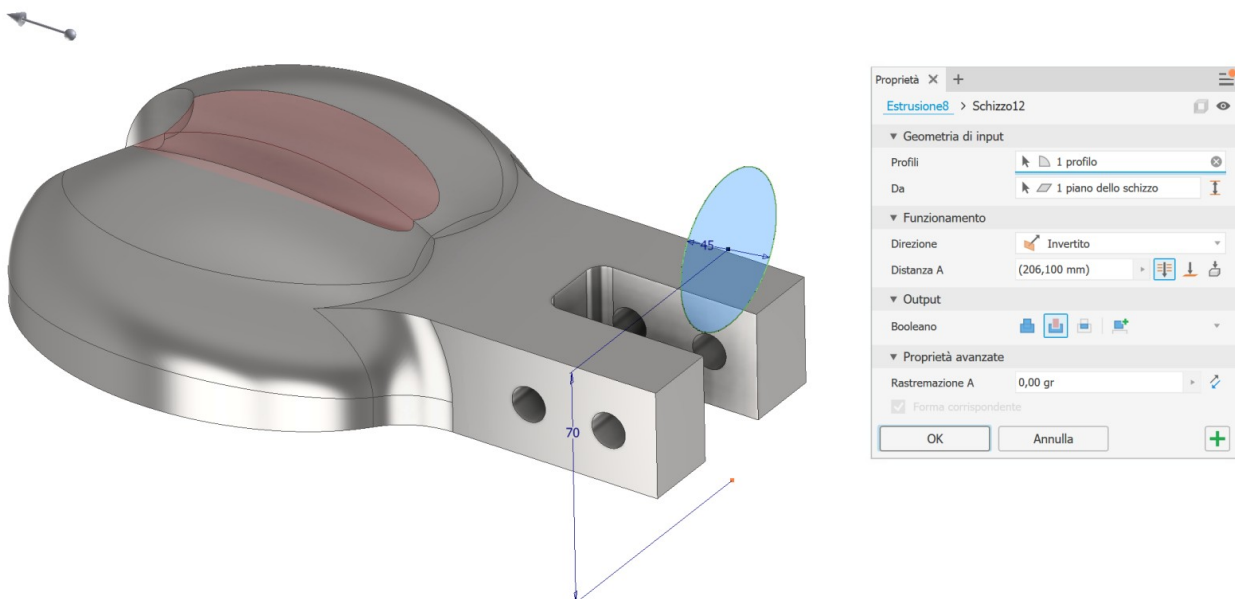 45
70
Proprietà × +
Estrusione8 > Schizzo12
Geometria di input
Profili 1 profilo
Da 1 piano dello schizzo
Funzionamento
Direzione Invertito
Distanza A (206,100 mm)
Output
Booleano
Proprietà avanzate
Rastremazione A 0,00 gr
Forma corrispondente
OK Annulla